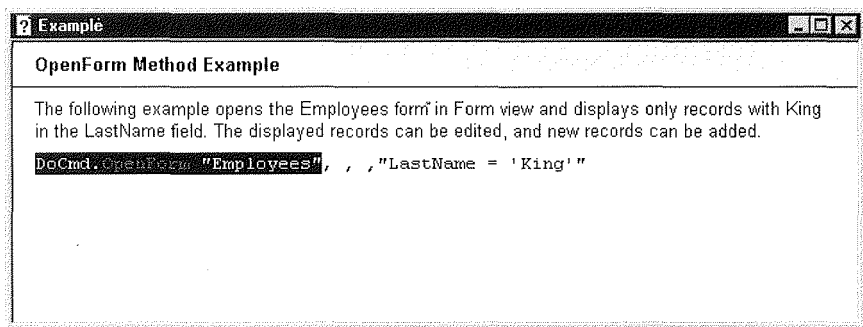 ? Example
OpenForm Method Example
The following example opens the Employees form in Form view and displays only records with King
in the LastName field. The displayed records can be edited, and new records can be added.
DoCmd.OpenForm "Employees", , ,"LastName = 'King'"